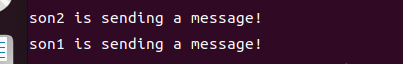 son2 is sending a message!
son1 is sending a message!